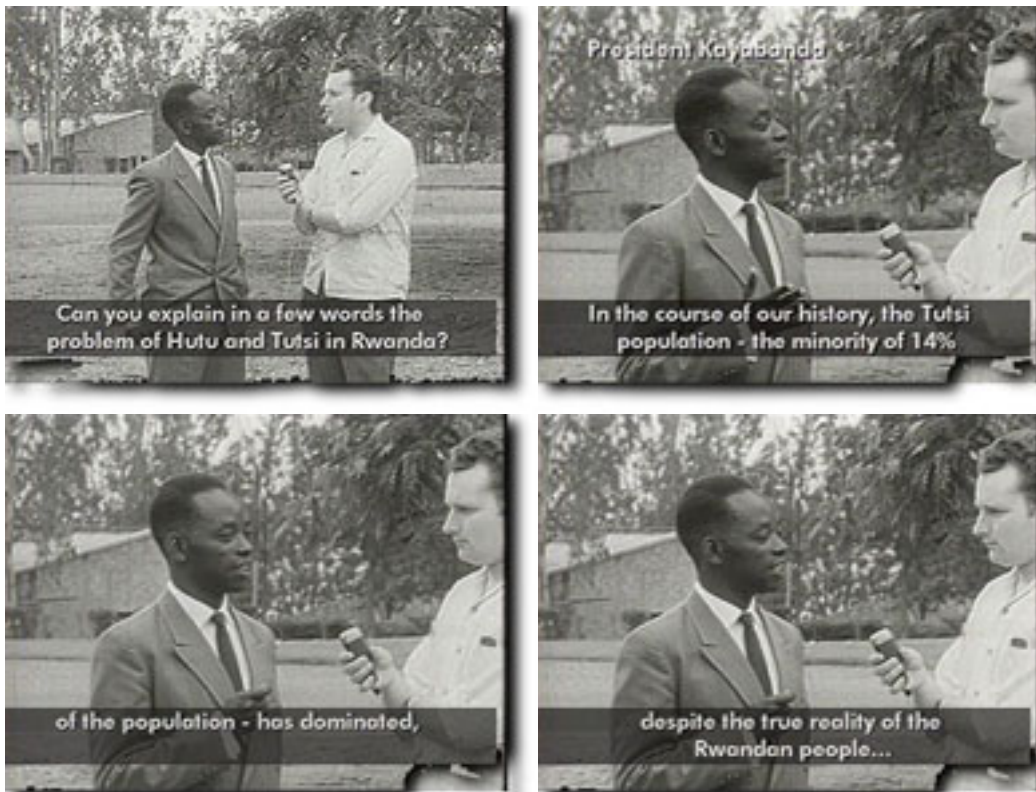 Can you explain in a few words the
problem of Hutu and Tutsi in Rwanda?
President Kayabanda
In the course of our history, the Tutsi
population - the minority of 14%
of the population - has dominated,
despite the true reality of the
Rwandan people...